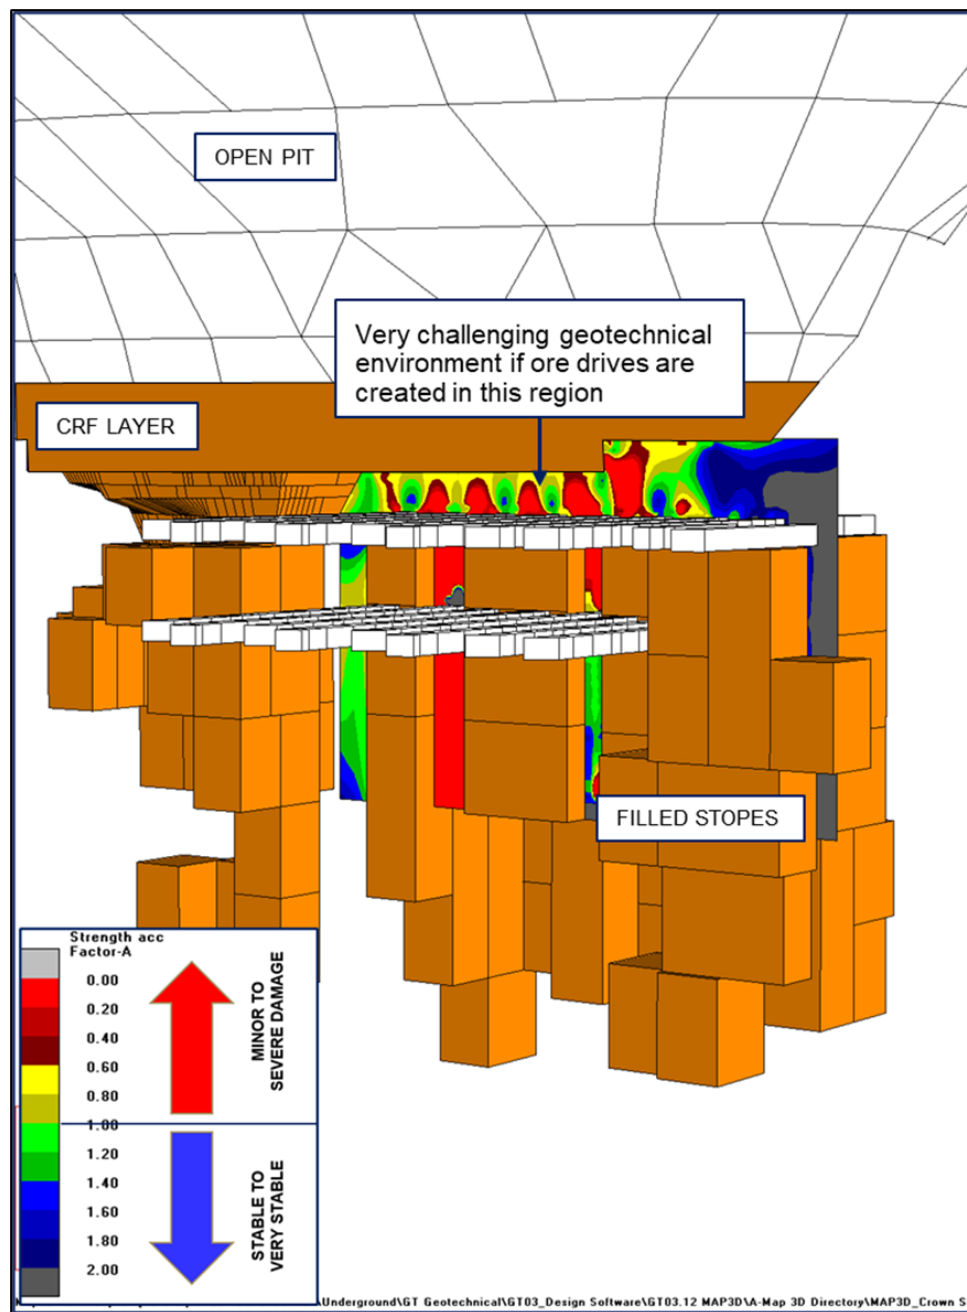 OPEN PIT
Very challenging geotechnical
environment if ore drives are
created in this region
CRF LAYER
FILLED STOPES
Strength acc
Factor-A
0.00
0.20
0.40
0.60
0.80
1.00
1.20
1.40
1.60
1.80
2.00
MINOR TO
SEVERE DAMAGE
STABLE TO
VERY STABLE
Underground\GT Geotechnical\GT03_Design Software\GT03.12 MAP3D\A-Map 3D Directory\MAP3D_Crown S